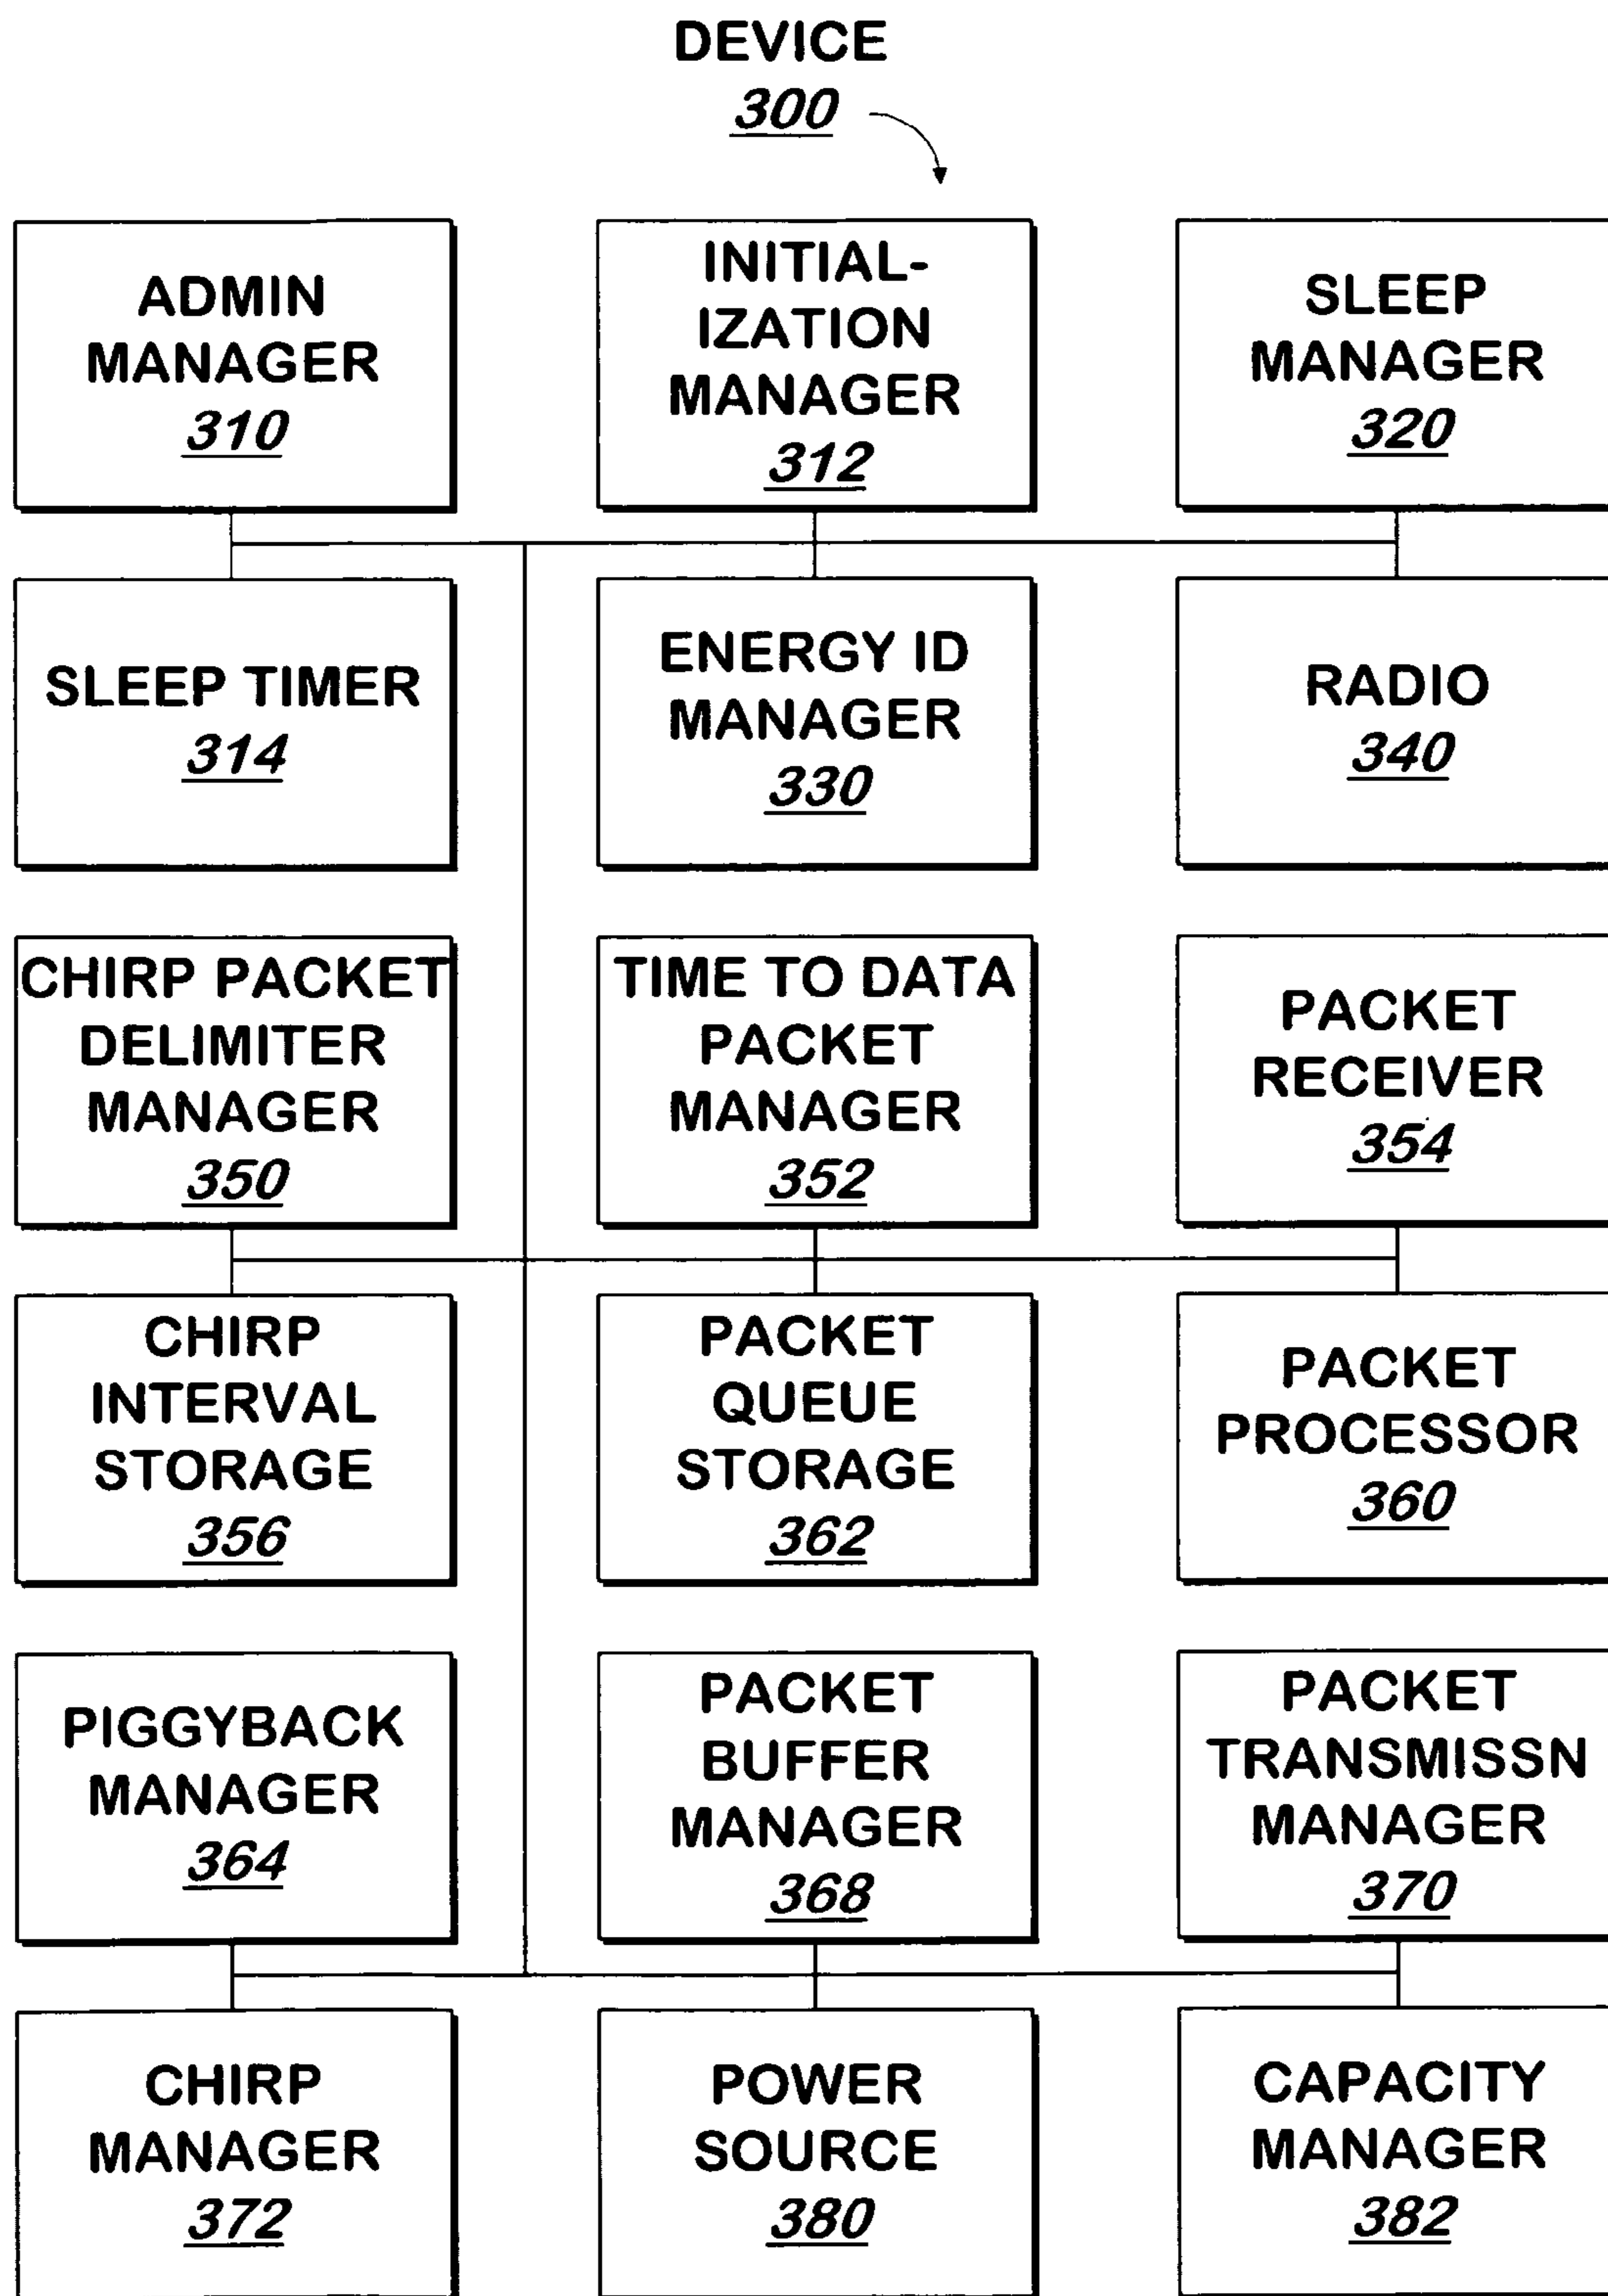 DEVICE
300
ADMIN
MANAGER
310
INITIAL-
IZATION
MANAGER
312
SLEEP
MANAGER
320
SLEEP TIMER
314
ENERGY ID
MANAGER
330
RADIO
340
CHIRP PACKET
DELIMITER
MANAGER
350
TIME TO DATA
PACKET
MANAGER
352
PACKET
RECEIVER
354
CHIRP
INTERVAL
STORAGE
356
PACKET
QUEUE
STORAGE
362
PACKET
PROCESSOR
360
PIGGYBACK
MANAGER
364
PACKET
BUFFER
MANAGER
368
PACKET
TRANSMISSN
MANAGER
370
CHIRP
MANAGER
372
POWER
SOURCE
380
CAPACITY
MANAGER
382